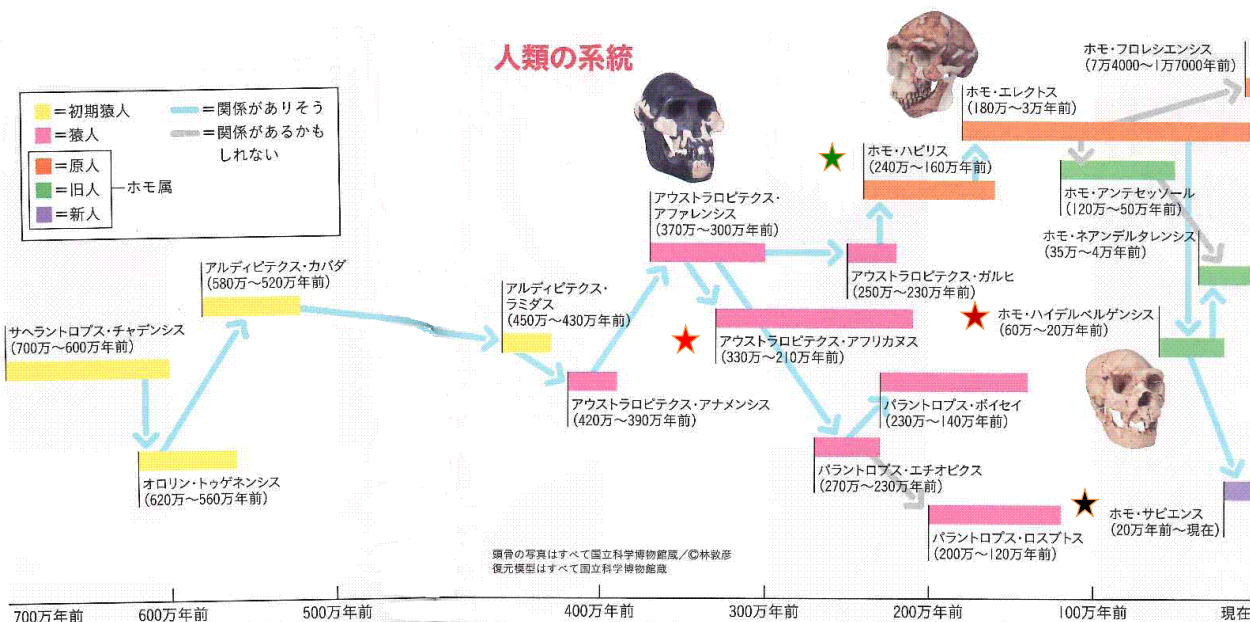 人類の系統
=初期猿人
=猿人
=原人
=旧人
=新人
ホモ属
=関係がありそう
=関係があるかも
しれない
サヘラントロプス・チャデンシス
(700万〜600万年前)
オロリン・トゥゲネンシス
(620万〜560万年前)
アルディピテクス・カバダ
(580万〜520万年前)
アルディピテクス・
ラミダス
(450万〜430万年前)
アウストラロピテクス・アナメンシス
(420万〜390万年前)
アウストラロピテクス・
アファレンシス
(370万〜300万年前)
アウストラロピテクス・アフリカヌス
(330万〜210万年前)
アウストラロピテクス・ガルヒ
(250万〜230万年前)
パラントロプス・エチオピクス
(270万〜230万年前)
パラントロプス・ボイセイ
(230万〜140万年前)
パラントロプス・ロスブトス
(200万〜120万年前)
ホモ・ハビリス
(240万〜160万年前)
ホモ・エレクトス
(180万〜3万年前)
ホモ・フロレシエンシス
(7万4000〜1万7000年前)
ホモ・アンテセッソール
(120万〜50万年前)
ホモ・ネアンデルタレンシス
(35万〜4万年前)
ホモ・ハイデルベルゲンシス
(60万〜20万年前)
ホモ・サピエンス
(20万年前〜現在)
頭骨の写真はすべて国立科学博物館蔵/©林敦彦
復元模型はすべて国立科学博物館蔵
700万年前
600万年前
500万年前
400万年前
300万年前
200万年前
100万年前
現在